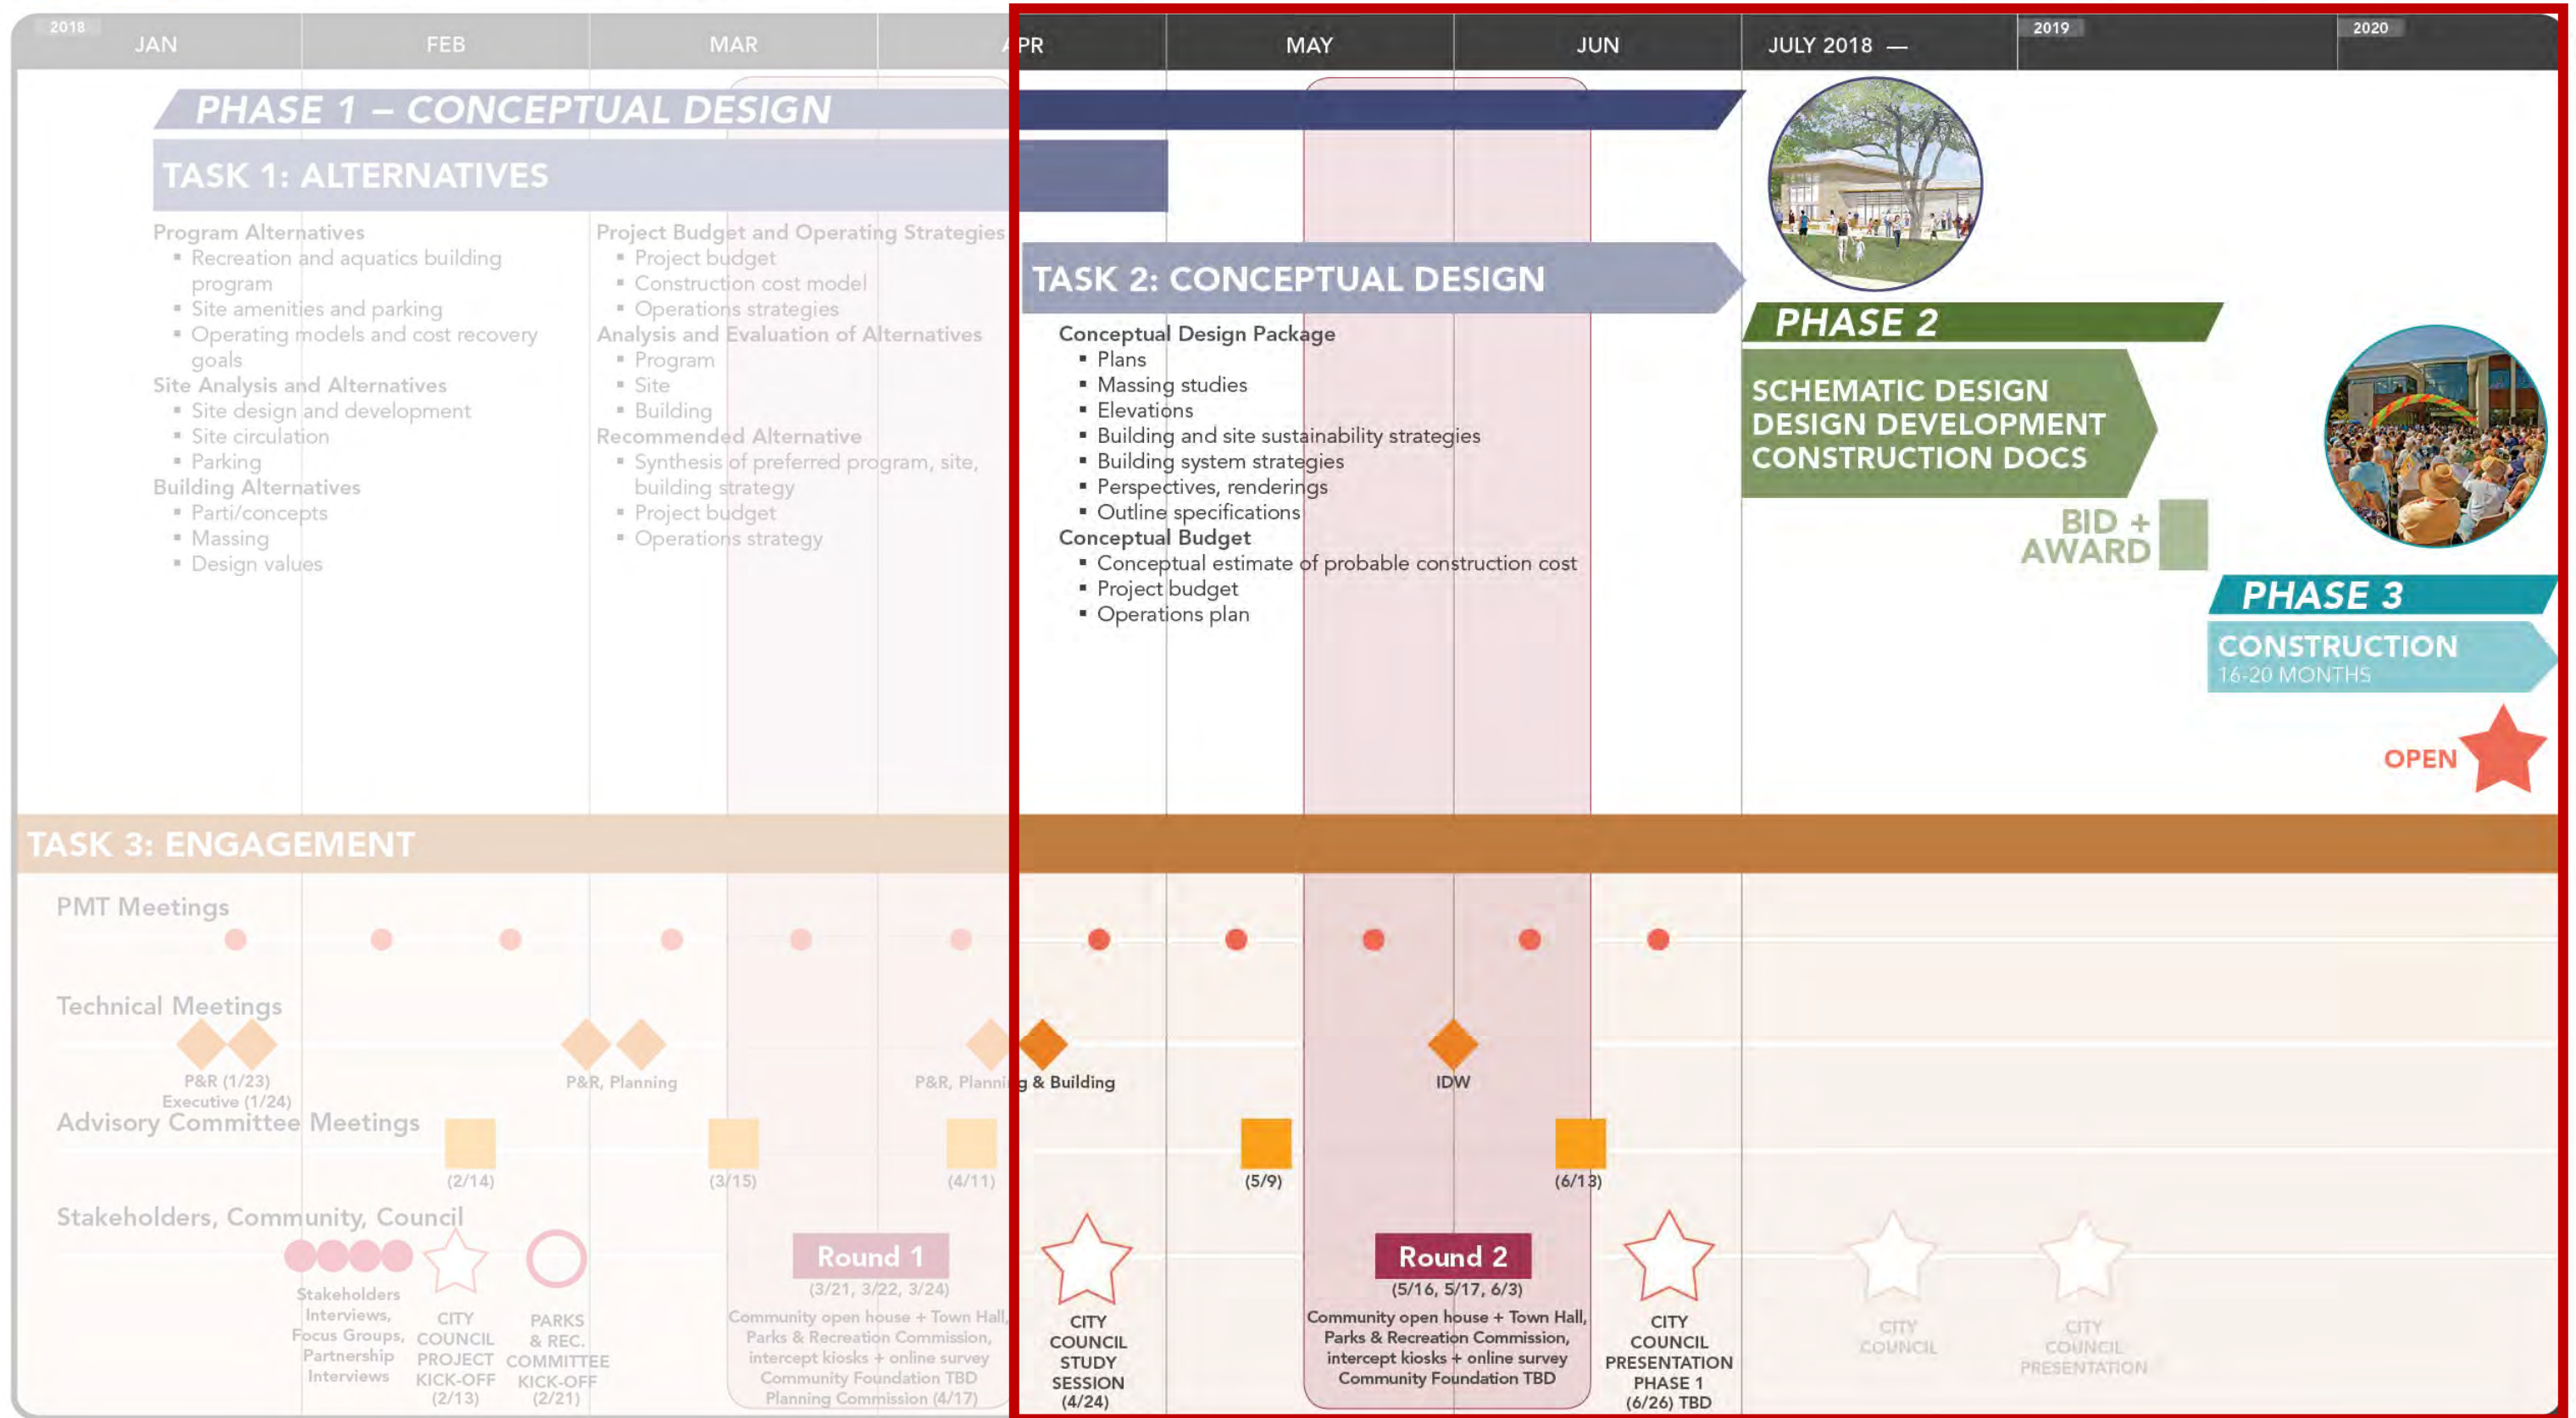 2018
JAN FEB MAR APR MAY JUN JULY 2018 — 2019 2020
PHASE 1 – CONCEPTUAL DESIGN
TASK 1: ALTERNATIVES
Program Alternatives
▪ Recreation and aquatics building
program
▪ Site amenities and parking
▪ Operating models and cost recovery
goals
Site Analysis and Alternatives
▪ Site design and development
▪ Site circulation
▪ Parking
Building Alternatives
▪ Parti/concepts
▪ Massing
▪ Design values
Project Budget and Operating Strategies
▪ Project budget
▪ Construction cost model
▪ Operations strategies
Analysis and Evaluation of Alternatives
▪ Program
▪ Site
▪ Building
Recommended Alternative
▪ Synthesis of preferred program, site,
building strategy
▪ Project budget
▪ Operations strategy
TASK 2: CONCEPTUAL DESIGN
Conceptual Design Package
▪ Plans
▪ Massing studies
▪ Elevations
▪ Building and site sustainability strategies
▪ Building system strategies
▪ Perspectives, renderings
▪ Outline specifications
Conceptual Budget
▪ Conceptual estimate of probable construction cost
▪ Project budget
▪ Operations plan
PHASE 2
SCHEMATIC DESIGN
DESIGN DEVELOPMENT
CONSTRUCTION DOCS
BID +
AWARD
PHASE 3
CONSTRUCTION
16-20 MONTHS
OPEN
TASK 3: ENGAGEMENT
PMT Meetings
Technical Meetings
P&R (1/23)
Executive (1/24)
P&R, Planning
P&R, Planning & Building
IDW
Advisory Committee Meetings
(2/14) (3/15) (4/11) (5/9) (6/13)
Stakeholders, Community, Council
Stakeholders
Interviews,
Focus Groups,
Partnership
Interviews
CITY
COUNCIL
PROJECT
KICK-OFF
(2/13)
PARKS
& REC.
COMMITTEE
KICK-OFF
(2/21)
Round 1
(3/21, 3/22, 3/24)
Community open house + Town Hall,
Parks & Recreation Commission,
intercept kiosks + online survey
Community Foundation TBD
Planning Commission (4/17)
CITY
COUNCIL
STUDY
SESSION
(4/24)
Round 2
(5/16, 5/17, 6/3)
Community open house + Town Hall,
Parks & Recreation Commission,
intercept kiosks + online survey
Community Foundation TBD
CITY
COUNCIL
PRESENTATION
PHASE 1
(6/26) TBD
CITY
COUNCIL
CITY
COUNCIL
PRESENTATION